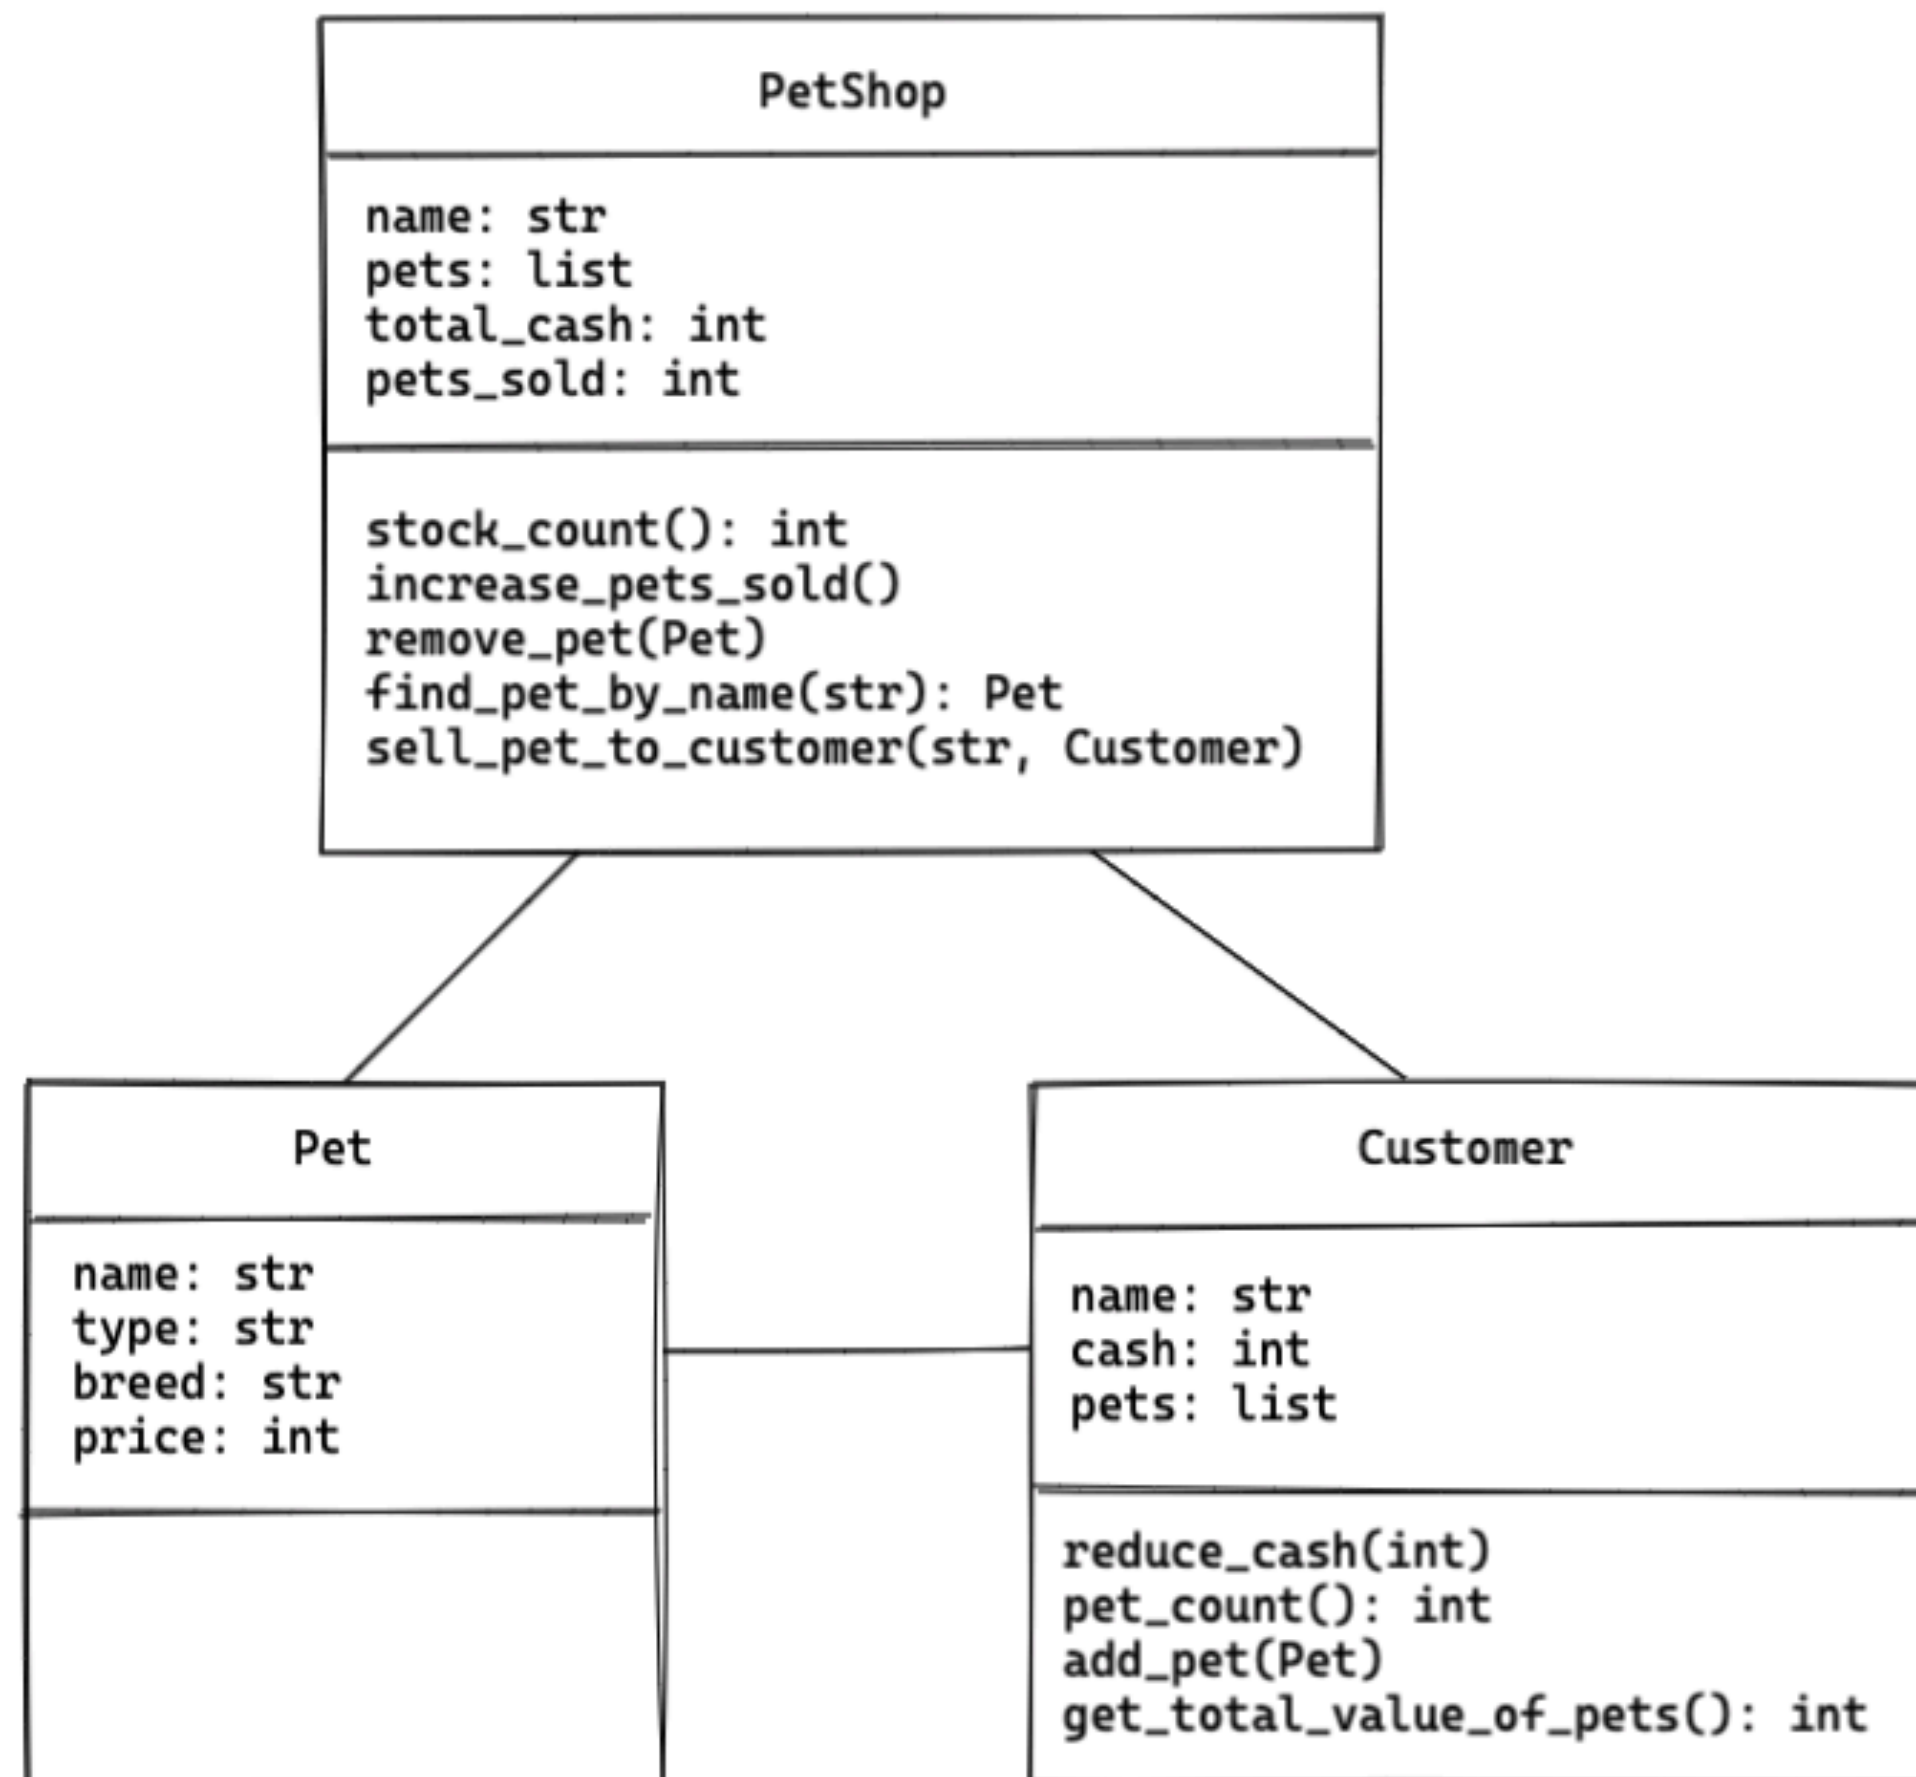 PetShop
name: str
pets: list
total_cash: int
pets_sold: int
stock_count(): int
increase_pets_sold()
remove_pet(Pet)
find_pet_by_name(str): Pet
sell_pet_to_customer(str, Customer)
Pet
name: str
type: str
breed: str
price: int
Customer
name: str
cash: int
pets: list
reduce_cash(int)
pet_count(): int
add_pet(Pet)
get_total_value_of_pets(): int